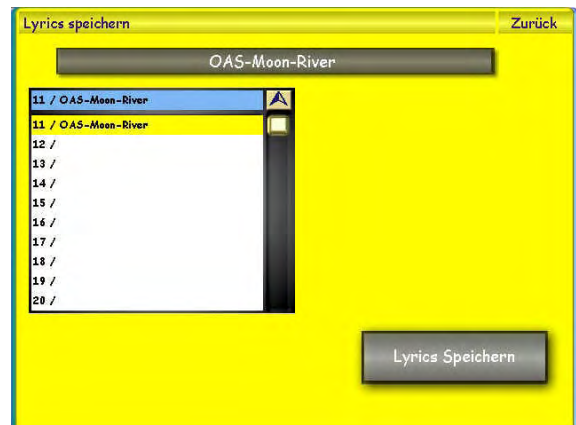 Lyrics speichern Zurück
OAS-Moon-River
11 / OAS-Moon-River
11 / OAS-Moon-River
12 /
13 /
14 /
15 /
16 /
17 /
18 /
19 /
20 /
Lyrics Speichern